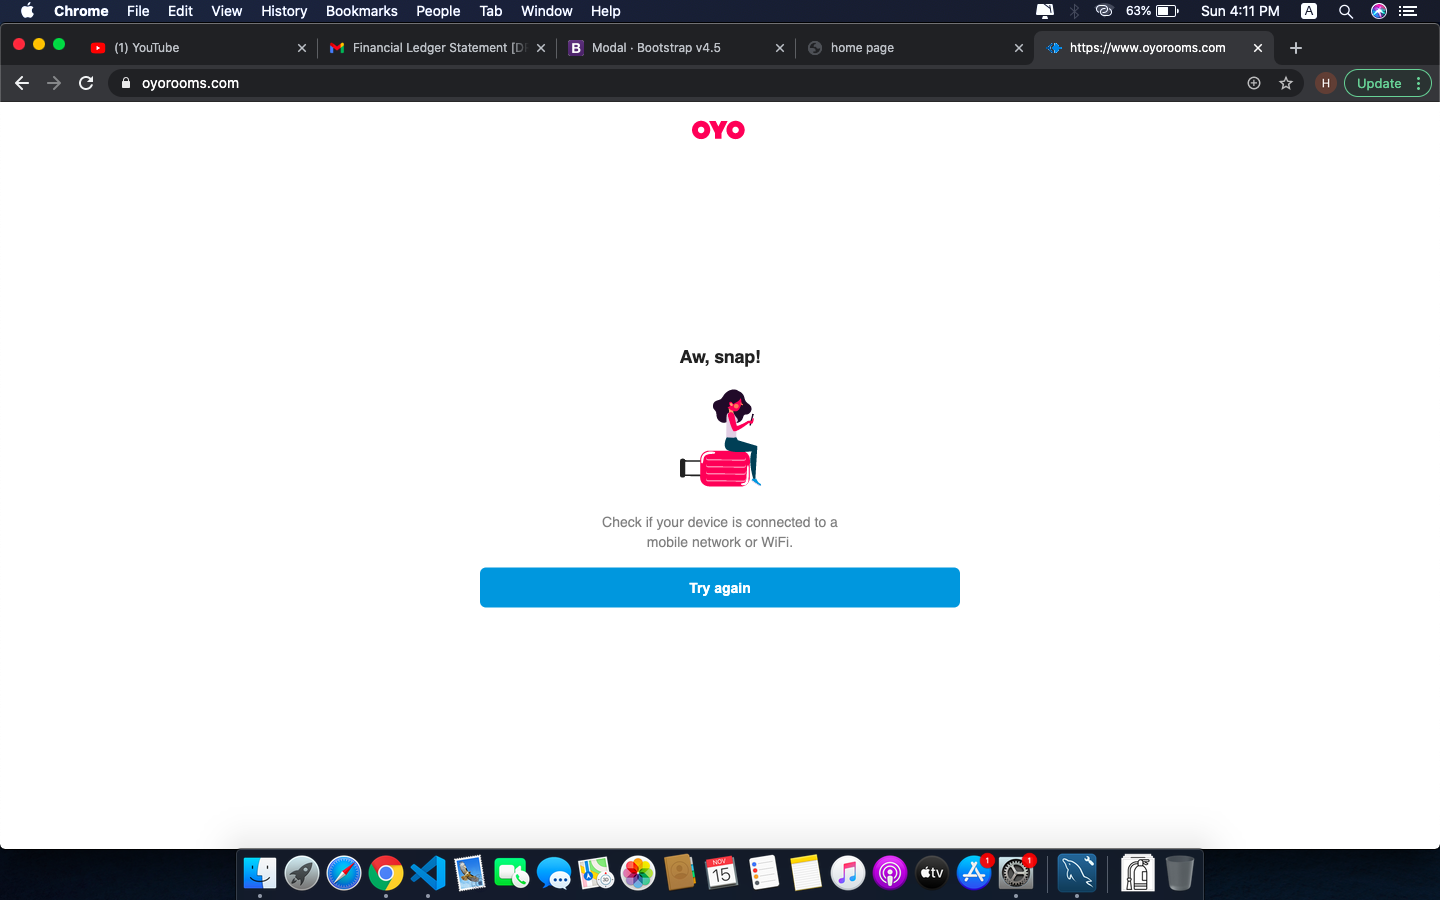 Chrome File Edit View History Bookmarks People Tab Window Help 63% Sun 4:11 PM A
(1) YouTube Financial Ledger Statement [D B Modal · Bootstrap v4.5 home page https://www.oyorooms.com
oyorooms.com H Update
OYO
Aw, snap!
Check if your device is connected to a
mobile network or WiFi.
Try again
NOV
15
tv
1
1